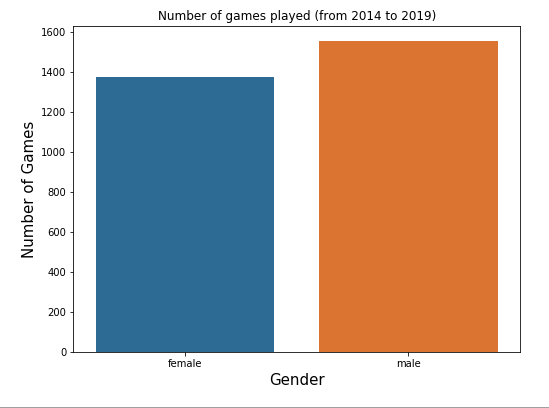 Number of games played (from 2014 to 2019)
1600
1400
1200
1000
800
600
400
200
0
Number of Games
female
male
Gender